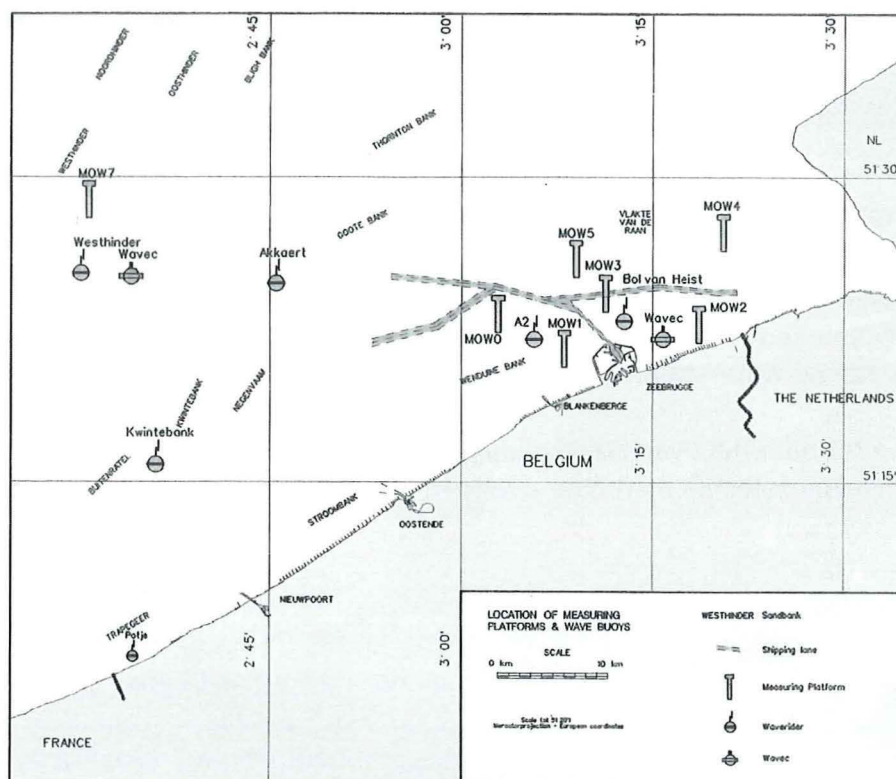 2° 45'
3° 00'
3° 15'
3° 30'
NOORDHINDER
OOSTHINDER
BLIGH BANK
THORNTON BANK
NL
WESTHINDER
51° 30'
MOW7
MOW4
VLAKTE
VAN DE
RAAN
GOOTE BANK
MOW5
Westhinder
Wavec
Akkaert
MOW3
Bol van Heist
MOW0
A2
MOW1
Wavec
MOW2
WENDUINE BANK
ZEEBRUGGE
THE NETHERLANDS
BLANKENBERGE
KWINTEBANK
NEGENVAAM
Kwintebank
BUITENRATEL
BELGIUM
3° 15'
3° 30'
51° 15'
STROOMBANK
OOSTENDE
NIEUWPOORT
TRAPEGEER
Potje
2° 45'
3° 00'
FRANCE
LOCATION OF MEASURING
PLATFORMS & WAVE BUOYS
SCALE
0 km 10 km
Mercatorprojection - European coordinates
WESTHINDER Sandbank
Shipping lane
Measuring Platform
Waverider
Wavec